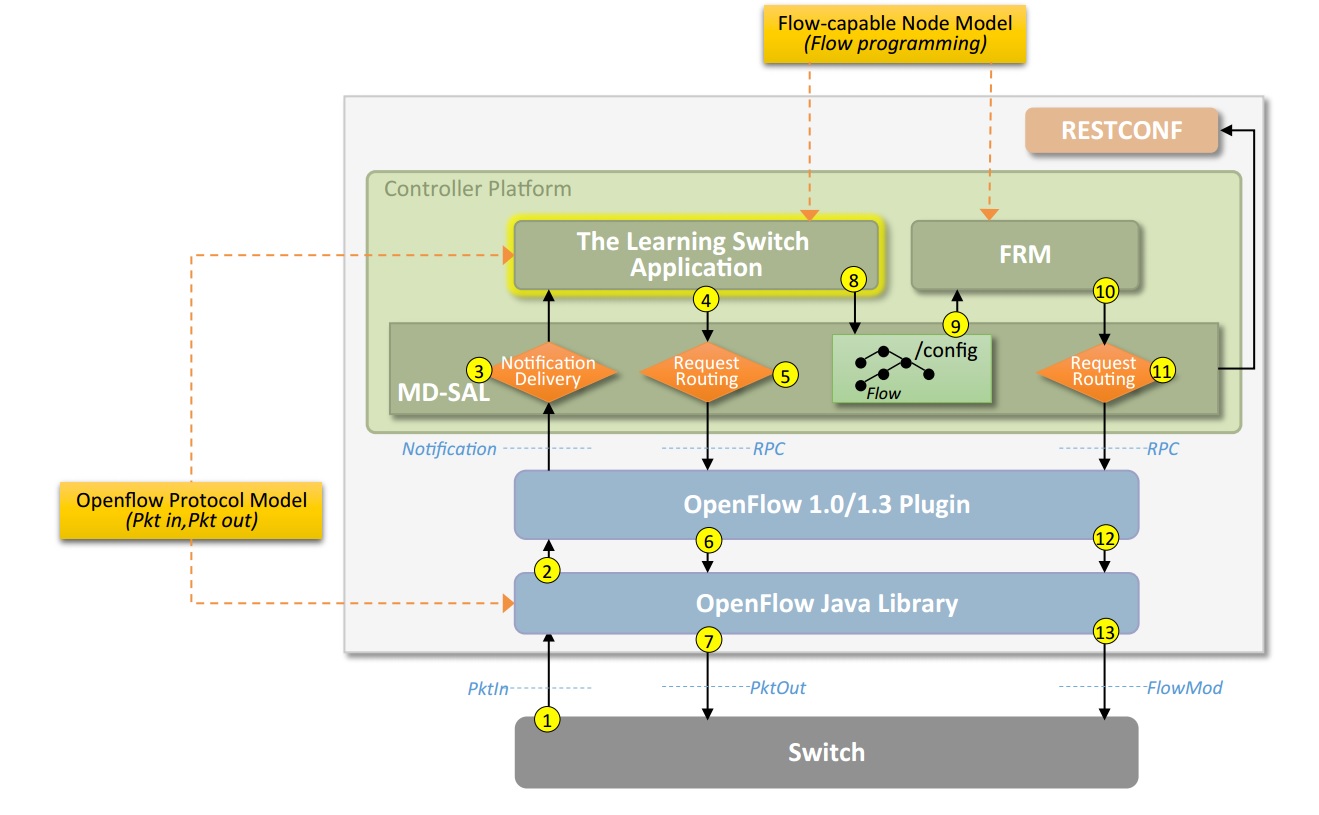 Flow-capable Node Model
(Flow programming)
RESTCONF
Controller Platform
The Learning Switch
Application
FRM
8
4
10
9
/config
Flow
3
Notification
Delivery
Request
Routing
5
Request
Routing
11
MD-SAL
Notification
RPC
RPC
Openflow Protocol Model
(Pkt in,Pkt out)
OpenFlow 1.0/1.3 Plugin
6
12
2
OpenFlow Java Library
7
13
PktIn
PktOut
FlowMod
1
Switch